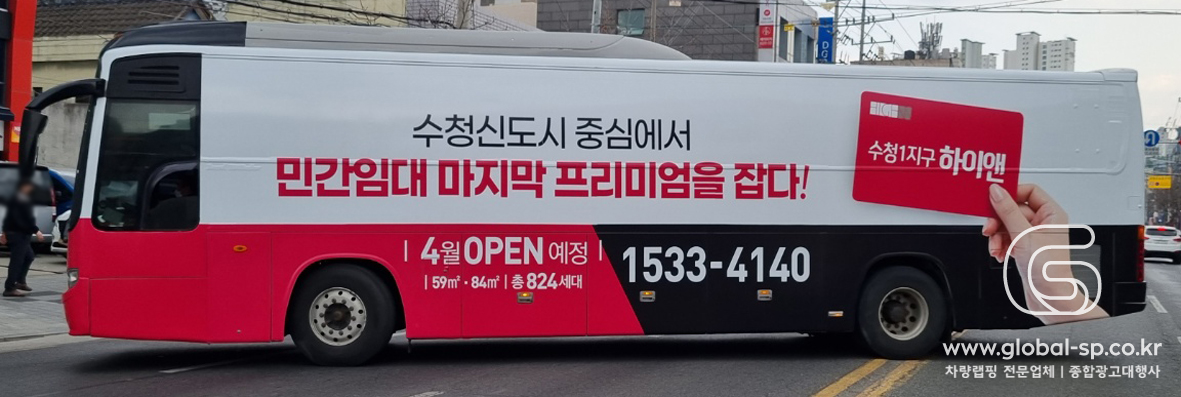 수청신도시 중심에서
민간임대 마지막 프리미엄을 잡다!
수청1지구 하이앤
| 4월 OPEN 예정 |
| 59㎡ · 84㎡ | 총 824세대
1533-4140
www.global-sp.co.kr
차량랩핑 전문업체 | 종합광고대행사